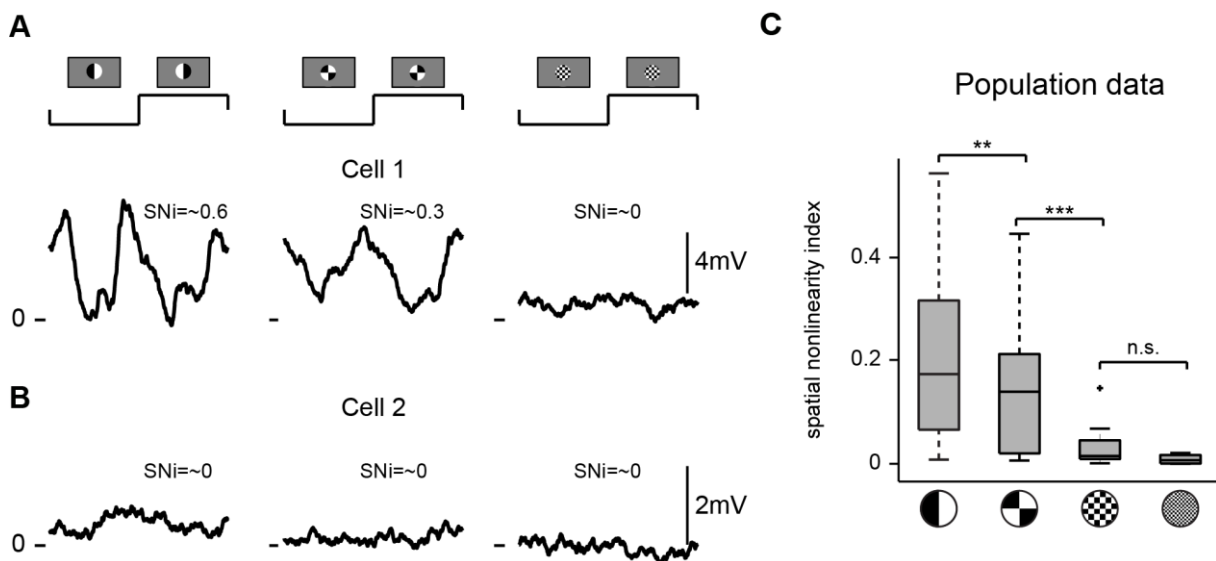 A
Cell 1
SNi=~0.6
SNi=~0.3
SNi=~0
4mV
0
B
Cell 2
SNi=~0
SNi=~0
SNi=~0
2mV
0
C
Population data
**
***
n.s.
spatial nonlinearity index
0.4
0.2
0